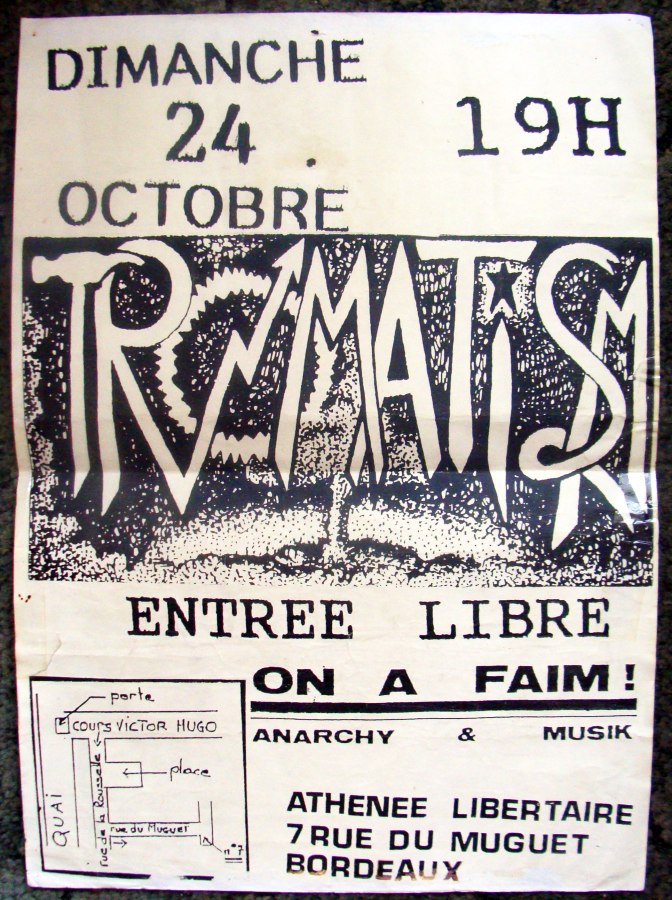 DIMANCHE
24
OCTOBRE
19H
TROMATISM
ENTREE LIBRE
ON A FAIM !
ANARCHY & MUSIK
porte
cours VICTOR HUGO
place
QUAI
rue de la Rousselle
rue du Muguet
n°7
ATHENEE LIBERTAIRE
7 RUE DU MUGUET
BORDEAUX